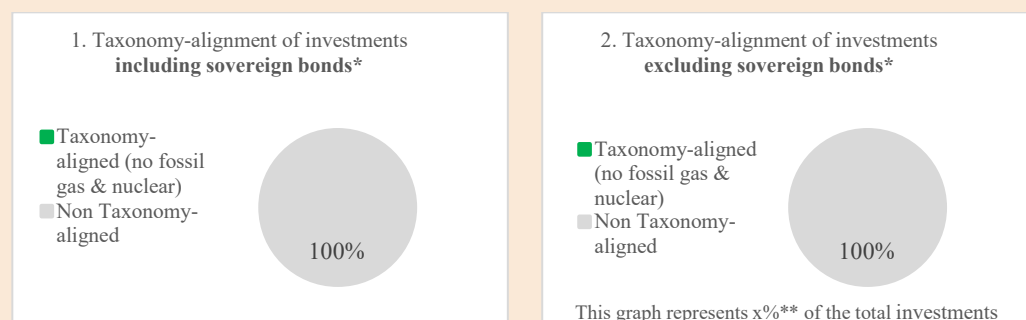 1. Taxonomy-alignment of investments
including sovereign bonds*
Taxonomy-
aligned (no fossil
gas & nuclear)
Non Taxonomy-
aligned
100%
2. Taxonomy-alignment of investments
excluding sovereign bonds*
Taxonomy-aligned
(no fossil gas &
nuclear)
Non Taxonomy-
aligned
100%
This graph represents x%** of the total investments